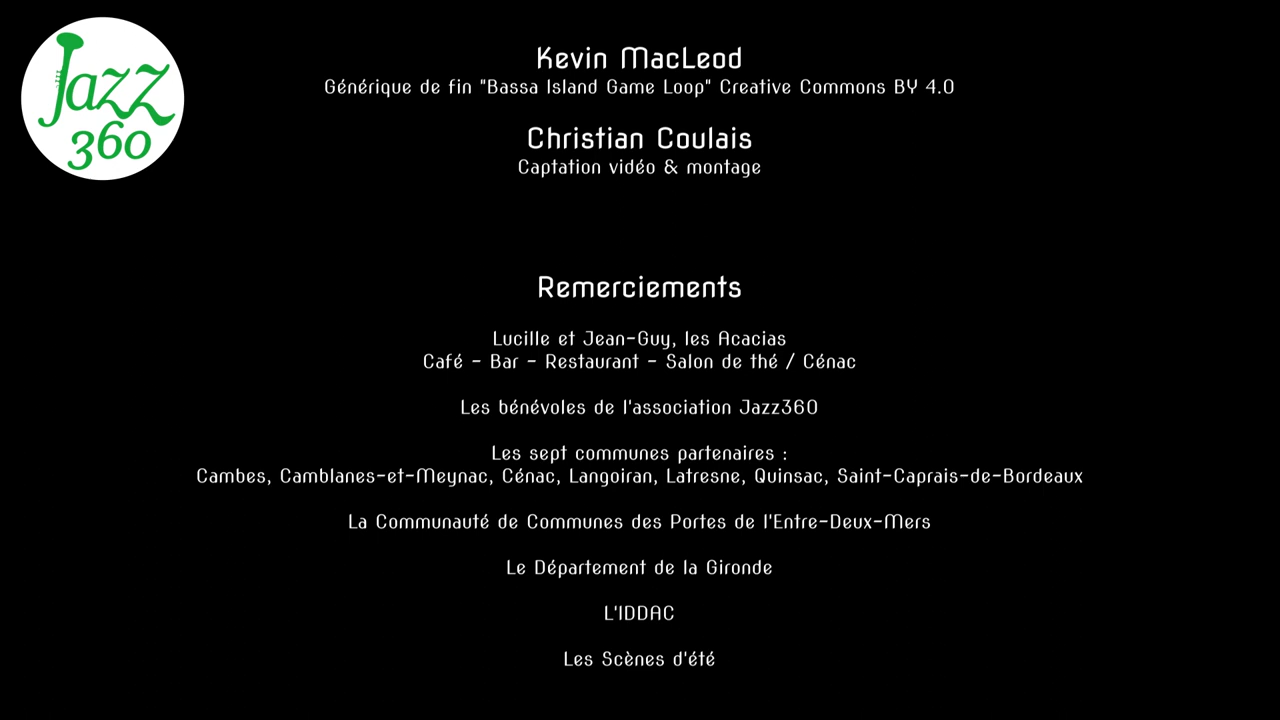 Jazz
360
Kevin MacLeod
Générique de fin "Bassa Island Game Loop" Creative Commons BY 4.0
Christian Coulais
Captation vidéo & montage
Remerciements
Lucille et Jean-Guy, les Acacias
Café - Bar - Restaurant - Salon de thé / Cénac
Les bénévoles de l'association Jazz360
Les sept communes partenaires :
Cambes, Camblanes-et-Meynac, Cénac, Langoiran, Latresne, Quinsac, Saint-Caprais-de-Bordeaux
La Communauté de Communes des Portes de l'Entre-Deux-Mers
Le Département de la Gironde
L'IDDAC
Les Scènes d'été